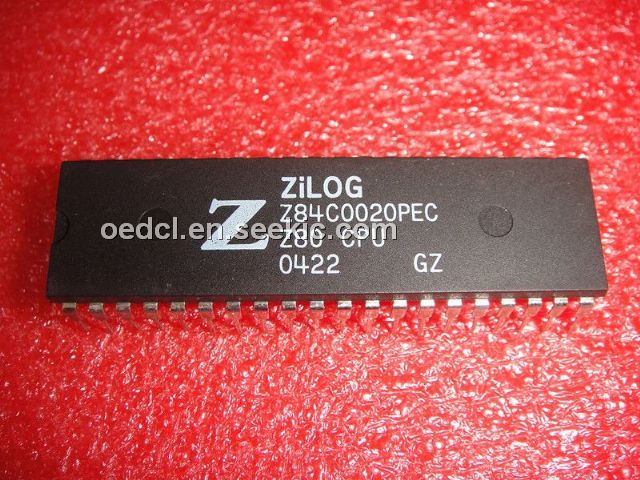 ZiLOG
Z
Z84C0020PEC
oedcl.en.seekic.com
Z80 CPU
0422 GZ